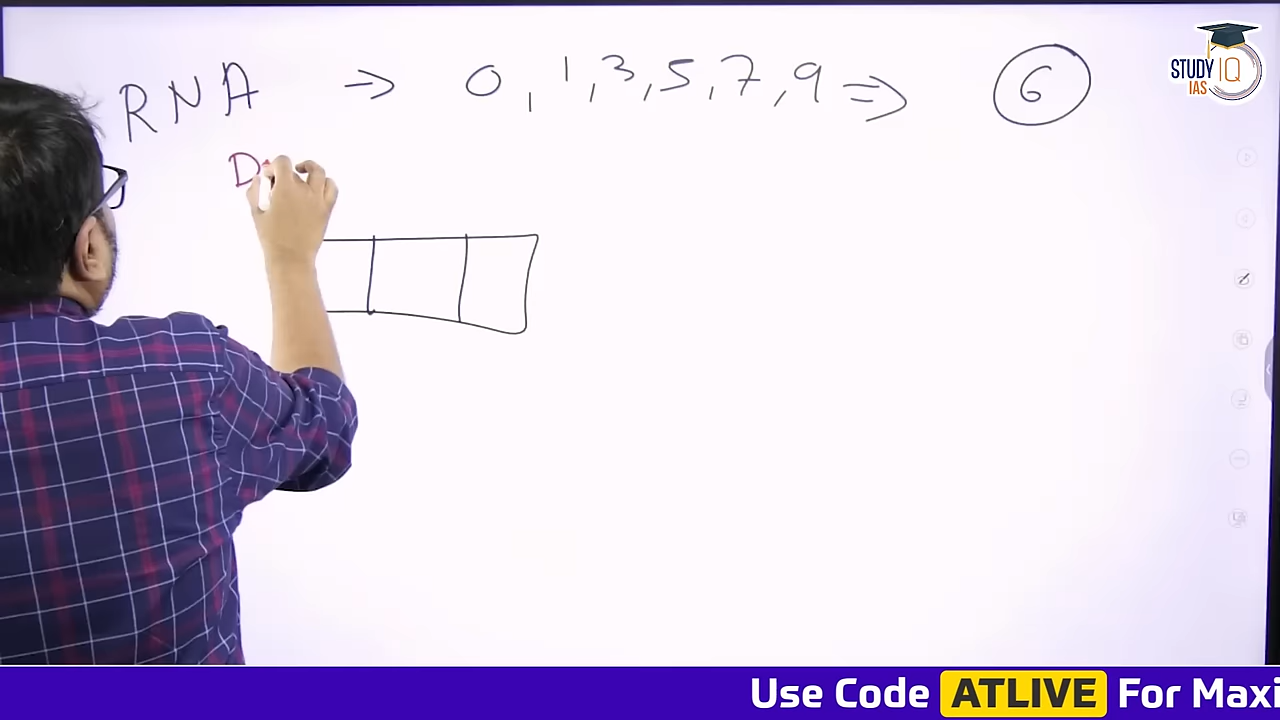 RNA → 0, 1, 3, 5, 7, 9 ⇒ 6
STUDY IQ
IAS
D
Use Code ATLIVE For Maxi